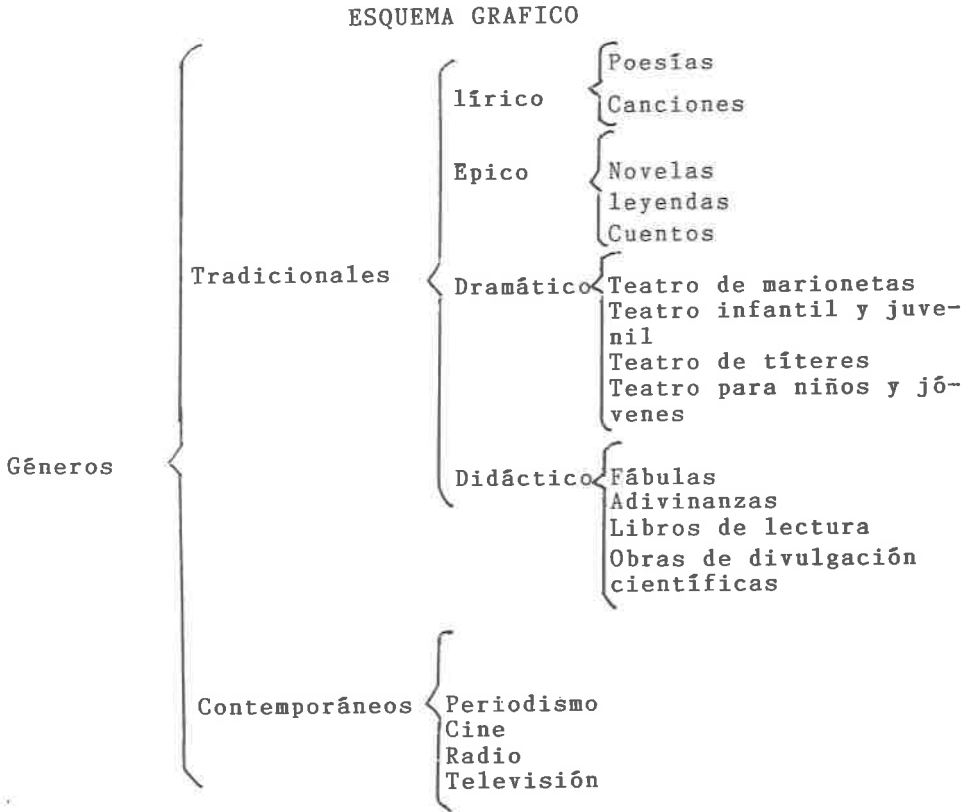 ESQUEMA GRAFICO
Géneros
Tradicionales
lírico
Poesías
Canciones
Epico
Novelas
leyendas
Cuentos
Dramático
Teatro de marionetas
Teatro infantil y juve-
nil
Teatro de títeres
Teatro para niños y jó-
venes
Didáctico
Fábulas
Adivinanzas
Libros de lectura
Obras de divulgación
científicas
Contemporáneos
Periodismo
Cine
Radio
Televisión